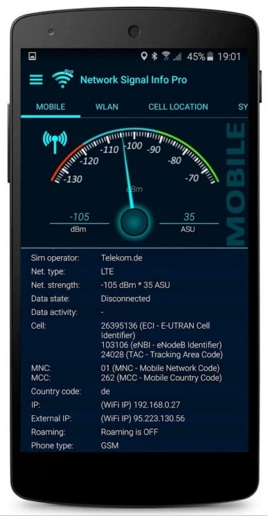 45% 19:01
Network Signal Info Pro
MOBILE WLAN CELL LOCATION SY
-130 -120 -110 -100 -90 -80 -70
dBm
MOBILE
-105 35
dBm ASU
Sim operator: Telekom.de
Net. type: LTE
Net. strength: -105 dBm * 35 ASU
Data state: Disconnected
Data activity: -
Cell: 26395136 (ECI - E-UTRAN Cell
Identifier)
103106 (eNBI - eNodeB Identifier)
24028 (TAC - Tracking Area Code)
MNC: 01 (MNC - Mobile Network Code)
MCC: 262 (MCC - Mobile Country Code)
Country code: de
IP: (WiFi IP) 192.168.0.27
External IP: (WiFi IP) 95.223.130.56
Roaming: Roaming is OFF
Phone type: GSM